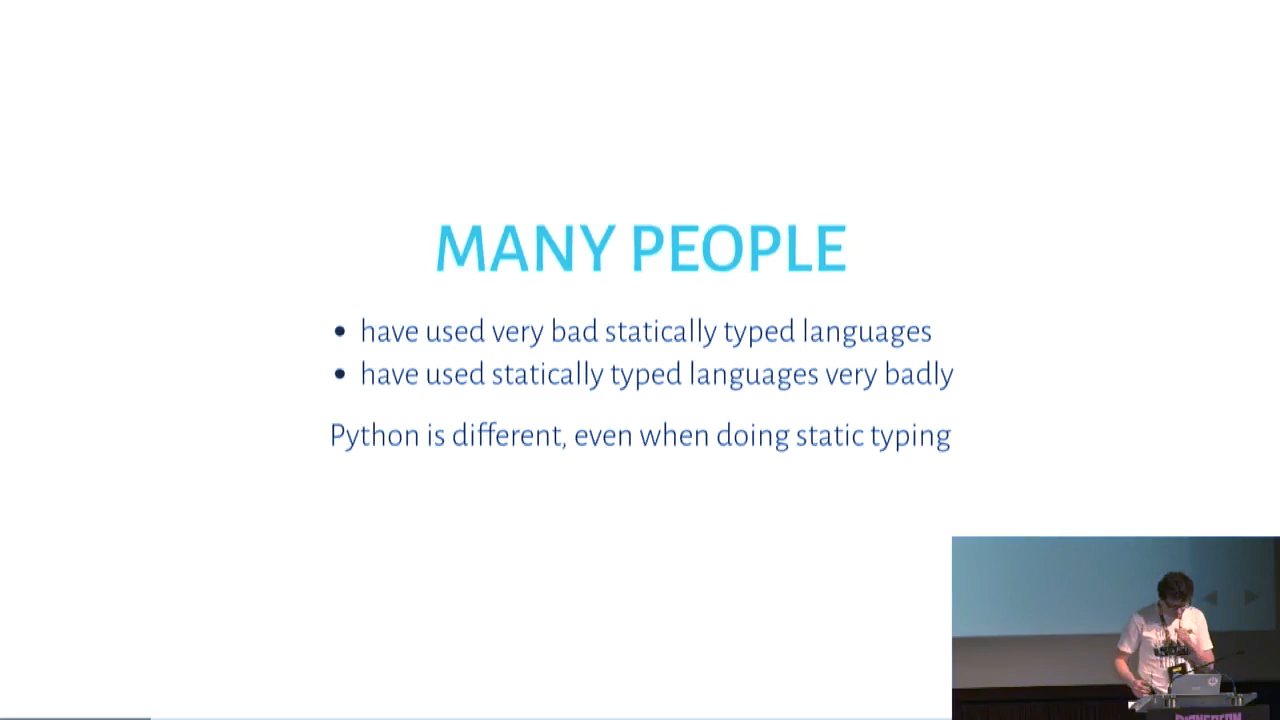 MANY PEOPLE
have used very bad statically typed languages
have used statically typed languages very badly
Python is different, even when doing static typing